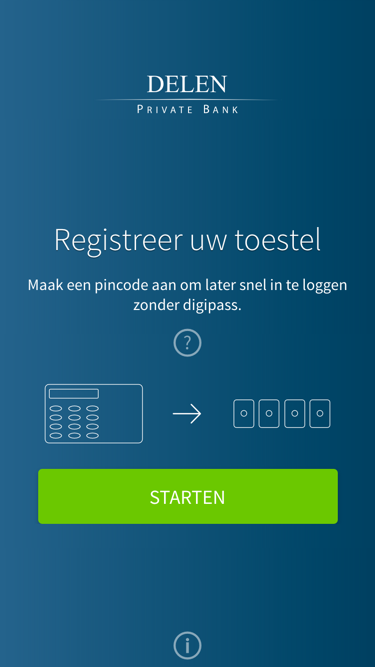 DELEN
PRIVATE BANK
Registreer uw toestel
Maak een pincode aan om later snel in te loggen
zonder digipass.
?
STARTEN
i